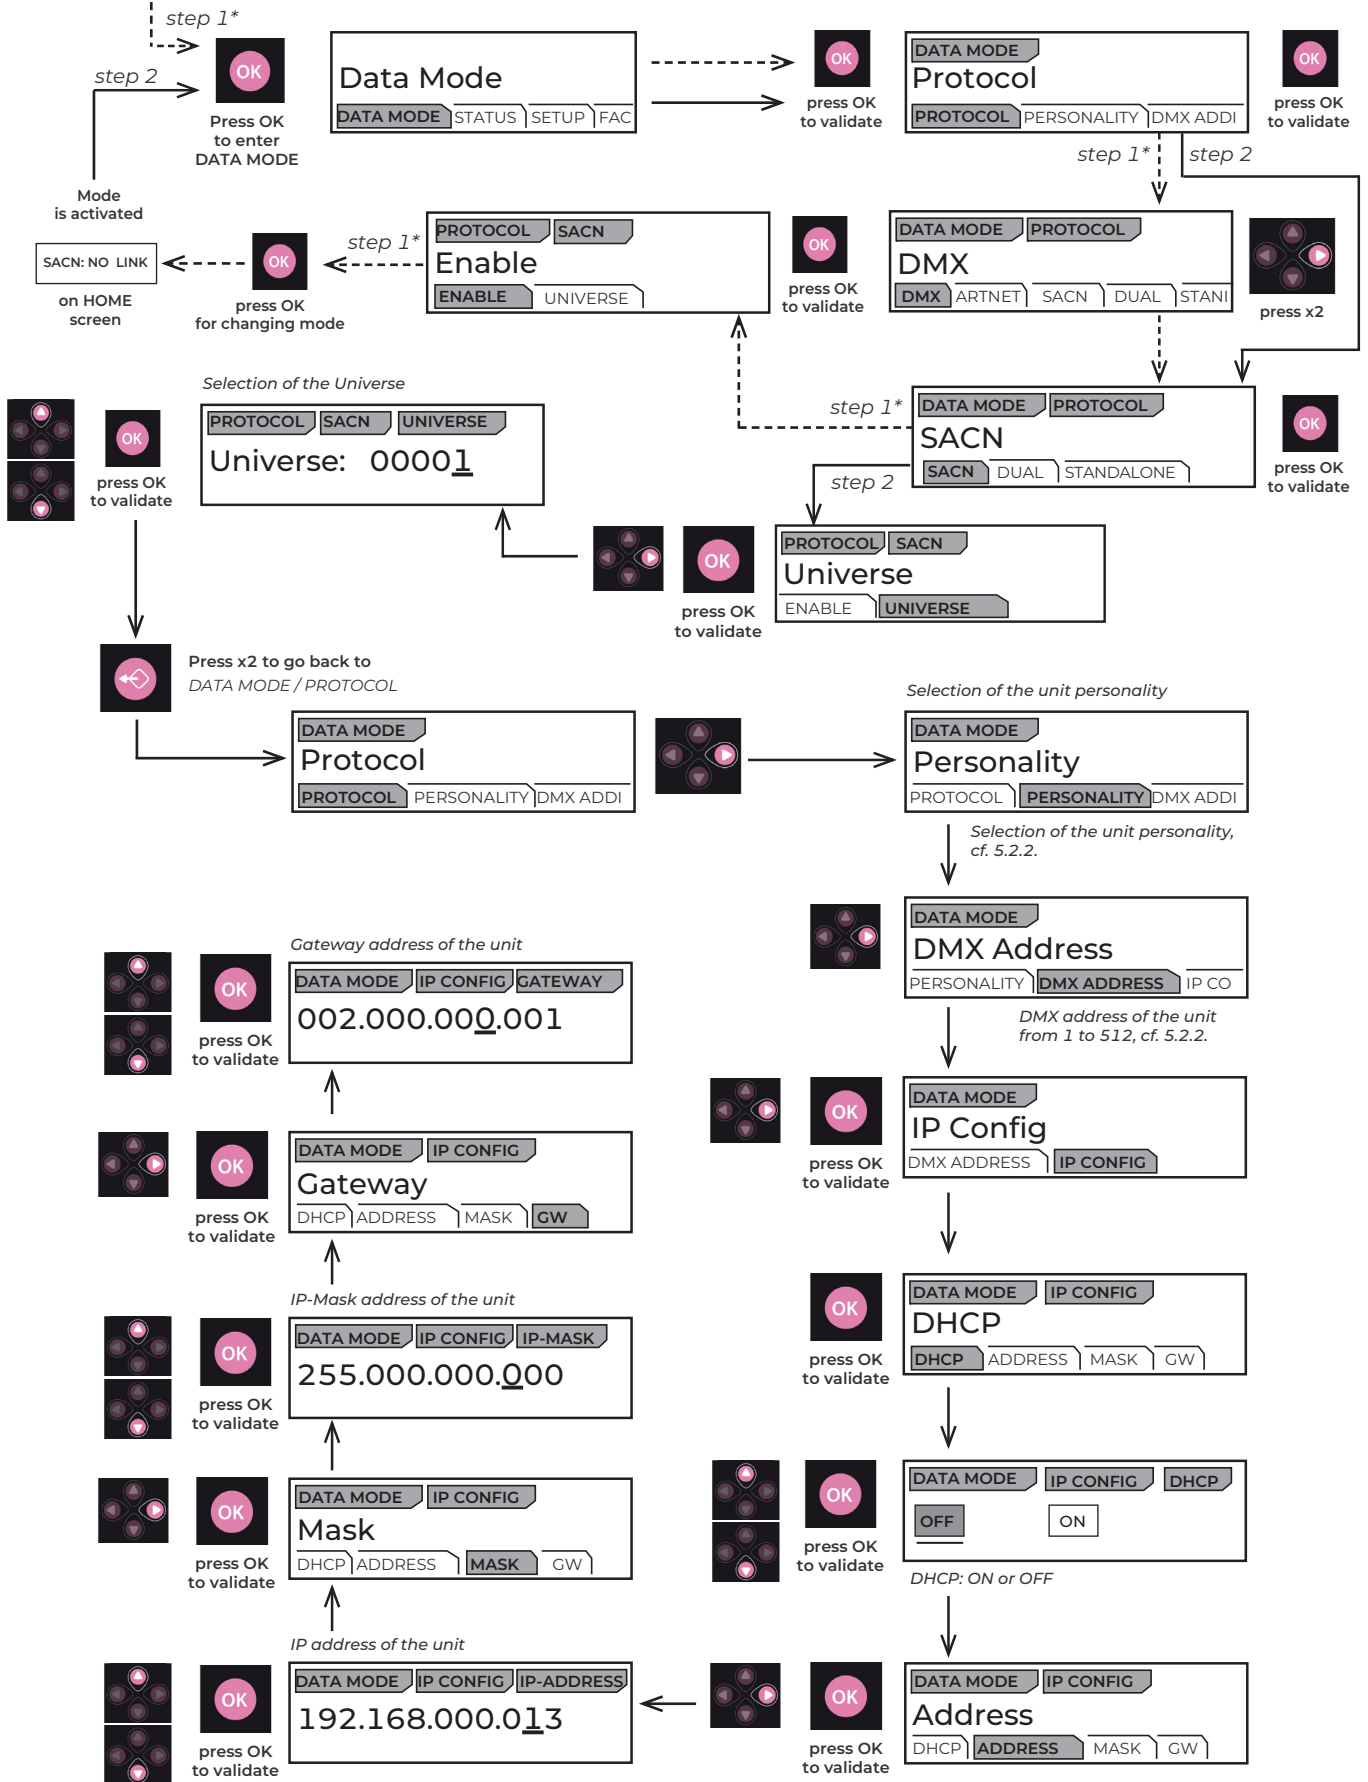 step 1*
step 2
OK
Press OK
to enter
DATA MODE
Data Mode
DATA MODE STATUS SETUP FAC
OK
press OK
to validate
DATA MODE
Protocol
PROTOCOL PERSONALITY DMX ADDI
OK
press OK
to validate
step 1*
step 2
Mode
is activated
SACN: NO LINK
on HOME
screen
OK
press OK
for changing mode
step 1*
PROTOCOL SACN
Enable
ENABLE UNIVERSE
OK
press OK
to validate
DATA MODE PROTOCOL
DMX
DMX ARTNET SACN DUAL STANI
press x2
Selection of the Universe
PROTOCOL SACN UNIVERSE
Universe: 00001
OK
press OK
to validate
step 1*
DATA MODE PROTOCOL
SACN
SACN DUAL STANDALONE
OK
press OK
to validate
step 2
OK
press OK
to validate
PROTOCOL SACN
Universe
ENABLE UNIVERSE
Press x2 to go back to
DATA MODE / PROTOCOL
DATA MODE
Protocol
PROTOCOL PERSONALITY DMX ADDI
Selection of the unit personality
DATA MODE
Personality
PROTOCOL PERSONALITY DMX ADDI
Selection of the unit personality,
cf. 5.2.2.
DATA MODE
DMX Address
PERSONALITY DMX ADDRESS IP CO
DMX address of the unit
from 1 to 512, cf. 5.2.2.
OK
press OK
to validate
DATA MODE
IP Config
DMX ADDRESS IP CONFIG
OK
press OK
to validate
DATA MODE IP CONFIG
DHCP
DHCP ADDRESS MASK GW
OK
press OK
to validate
DATA MODE IP CONFIG DHCP
OFF ON
DHCP: ON or OFF
OK
press OK
to validate
DATA MODE IP CONFIG
Address
DHCP ADDRESS MASK GW
IP address of the unit
OK
press OK
to validate
DATA MODE IP CONFIG IP-ADDRESS
192.168.000.013
OK
press OK
to validate
DATA MODE IP CONFIG
Mask
DHCP ADDRESS MASK GW
IP-Mask address of the unit
OK
press OK
to validate
DATA MODE IP CONFIG IP-MASK
255.000.000.000
OK
press OK
to validate
DATA MODE IP CONFIG
Gateway
DHCP ADDRESS MASK GW
Gateway address of the unit
OK
press OK
to validate
DATA MODE IP CONFIG GATEWAY
002.000.000.001